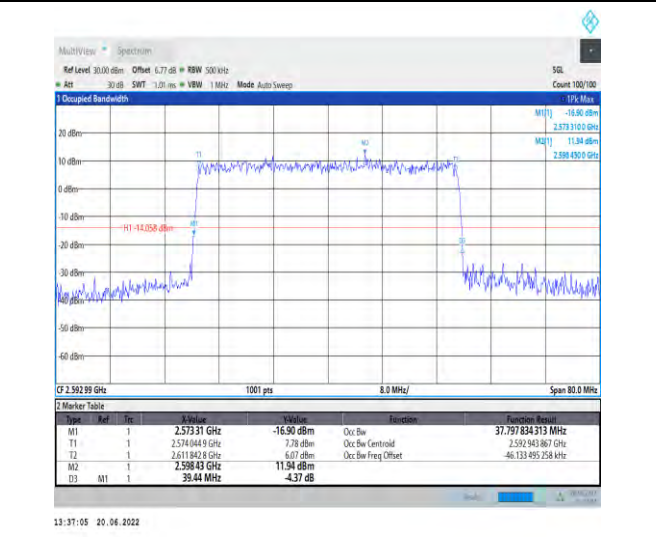 MultiView Spectrum
Ref Level 30.00 dBm Offset 6.77 dB RBW 500 kHz SGL
Att 30 dB SWT 1.01 ms VBW 1 MHz Mode Auto Sweep Count 100/100
1 Occupied Bandwidth 1Pk Max
M1[1] -16.90 dBm
2.573 310 0 GHz
M2[1] 11.94 dBm
2.598 430 0 GHz
20 dBm
M2
T1
10 dBm
0 dBm
-10 dBm
H1 -14.058 dBm
M1
-20 dBm
-30 dBm
-40 dBm
-50 dBm
-60 dBm
CF 2.592 99 GHz 1001 pts 8.0 MHz/ Span 80.0 MHz
2 Marker Table
Type Ref Trc X-Value Y-Value Function Function Result
M1 1 2.573 31 GHz -16.90 dBm Occ Bw 37.797 834 313 MHz
T1 1 2.574 044 9 GHz 7.78 dBm Occ Bw Centroid 2.592 943 867 GHz
T2 1 2.611 842 8 GHz 6.07 dBm Occ Bw Freq Offset -46.133 495 258 kHz
M2 1 2.598 43 GHz 11.94 dBm
D3 M1 1 39.44 MHz -4.37 dB
13:37:05 20.06.2022